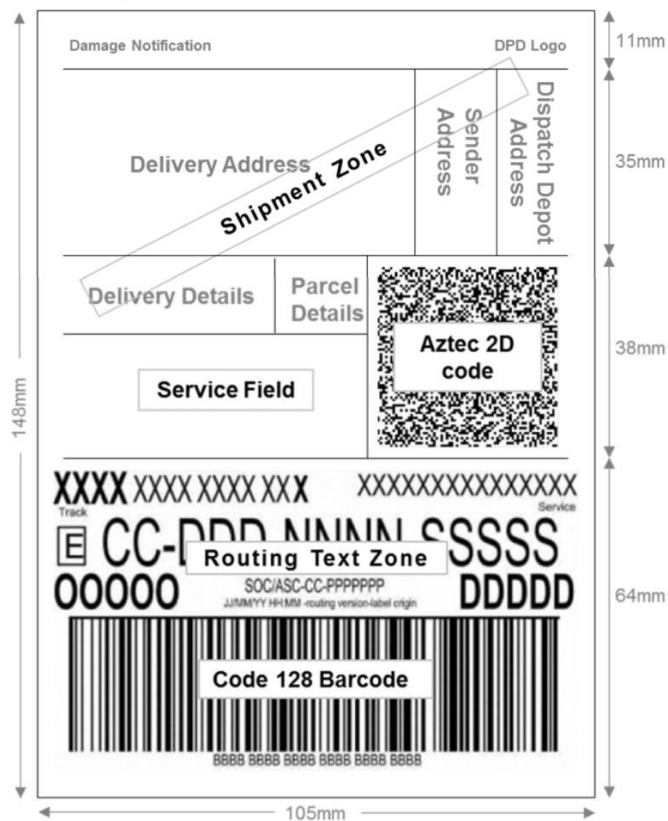 Damage Notification
DPD Logo
11mm
Delivery Address
Shipment Zone
Sender
Address
Dispatch Depot
Address
35mm
Delivery Details
Parcel
Details
Aztec 2D
code
38mm
Service Field
148mm
XXXX XXXX XXXX XX X
XXXXXXXXXXXXXXX
Track
Service
E CC-DDD-NNNN-SSSSS
Routing Text Zone
OOOOO
SOC/ASC-CC-PPPPPPP
DDDDD
JJ/MM/YY HH:MM -routing version-label origin
64mm
Code 128 Barcode
BBBB BBBB BBBB BBBB BBBB BBBB
105mm